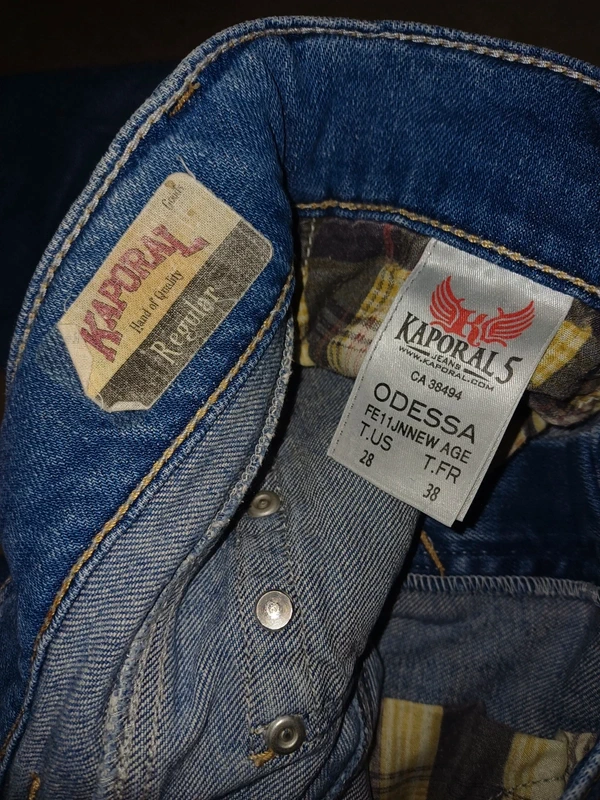 Goods
KAPORAL
Hand of Quality
Regular
K
KAPORAL 5
JEANS
WWW.KAPORAL.COM
CA 38494
ODESSA
FE11JNNEW AGE
T.US T.FR
28 38